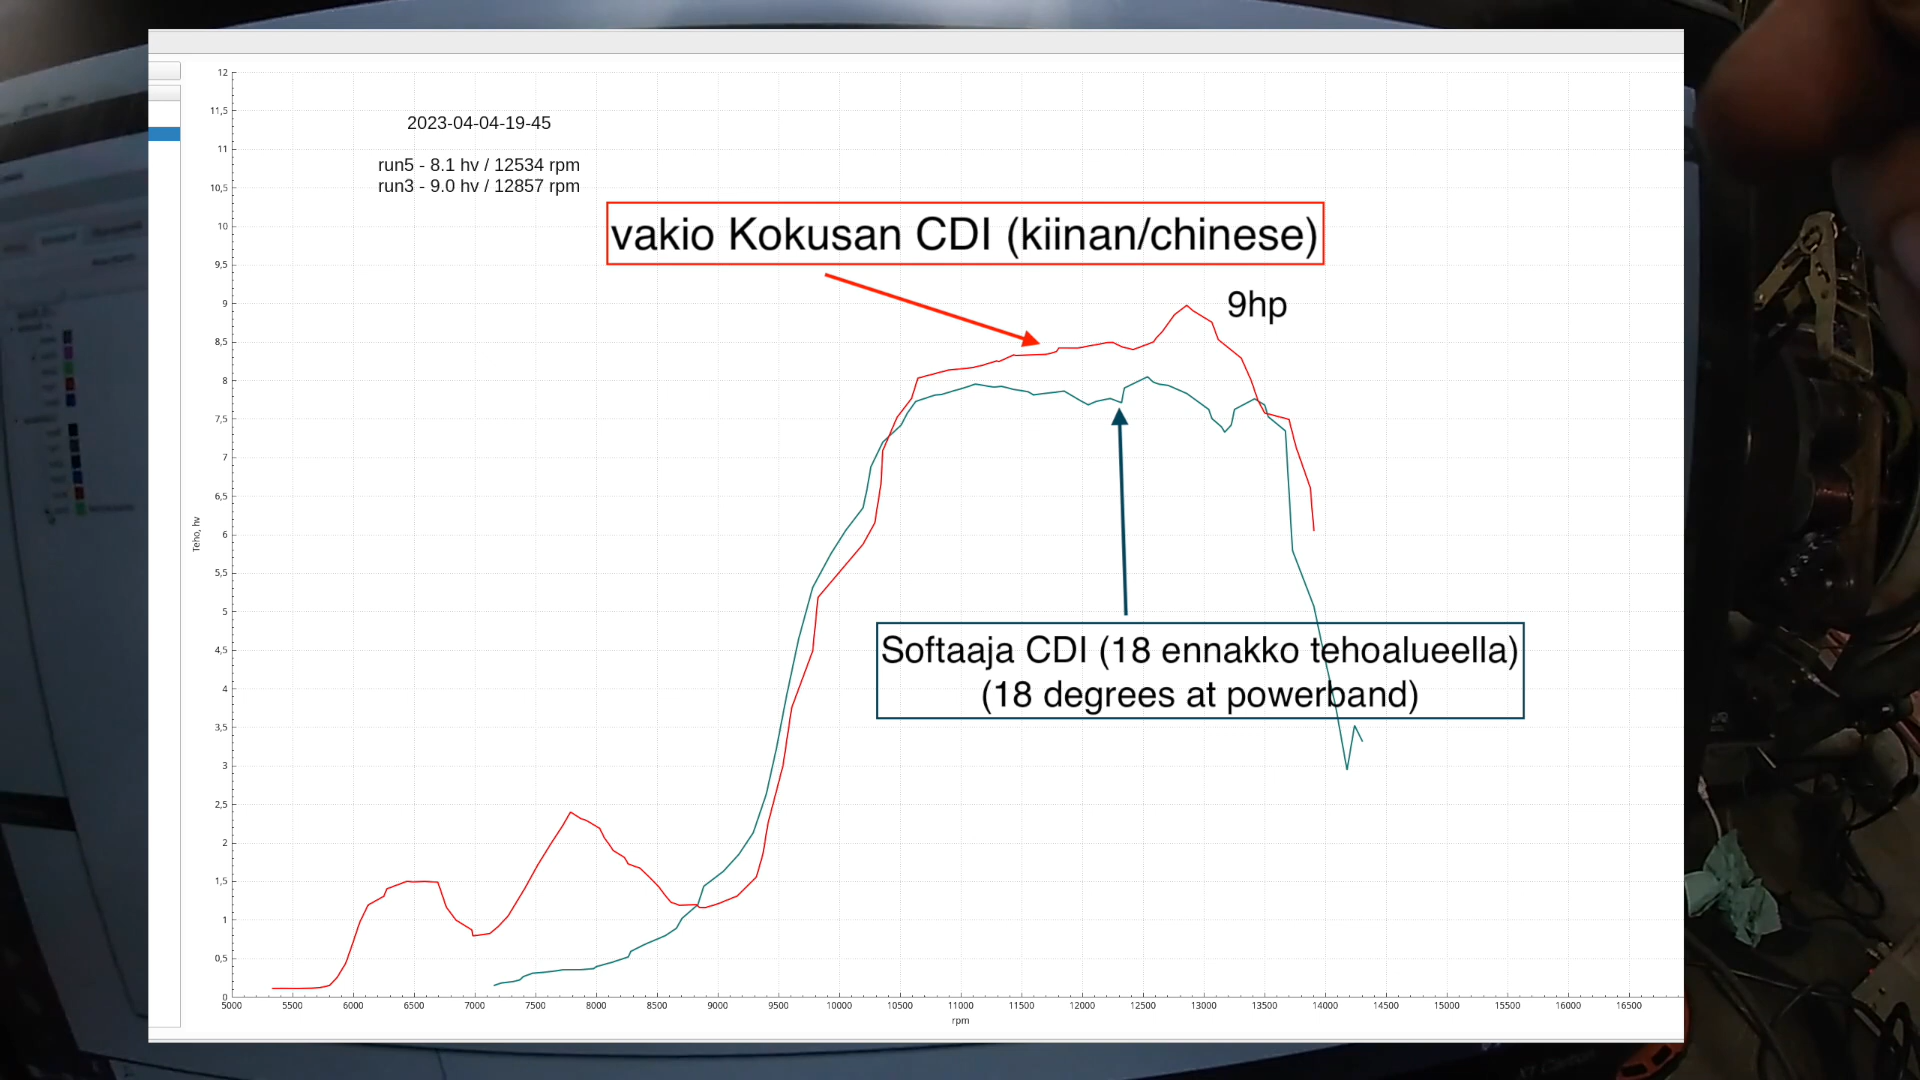 12
11,5
11
10,5
10
9,5
9
8,5
8
7,5
7
6,5
6
5,5
5
4,5
4
3,5
3
2,5
2
1,5
1
0,5
0
Teho, hv
2023-04-04-19-45
run5 - 8.1 hv / 12534 rpm
run3 - 9.0 hv / 12857 rpm
vakio Kokusan CDI (kiinan/chinese)
9hp
Softaaja CDI (18 ennakko tehoalueella)
(18 degrees at powerband)
5000 5500 6000 6500 7000 7500 8000 8500 9000 9500 10000 10500 11000 11500 12000 12500 13000 13500 14000 14500 15000 15500 16000 16500
rpm